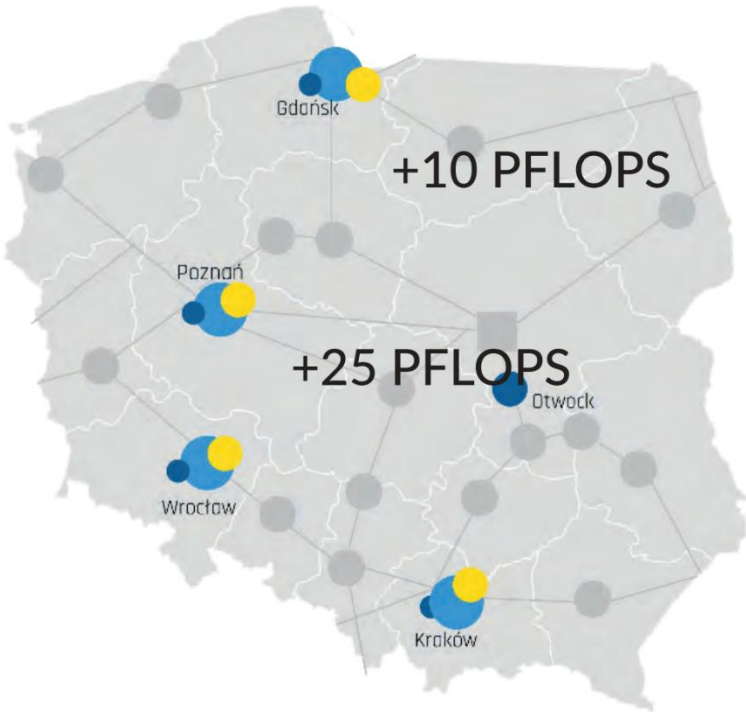 Gdańsk
+10 PFLOPS
Poznań
+25 PFLOPS
Otwock
Wrocław
Kraków